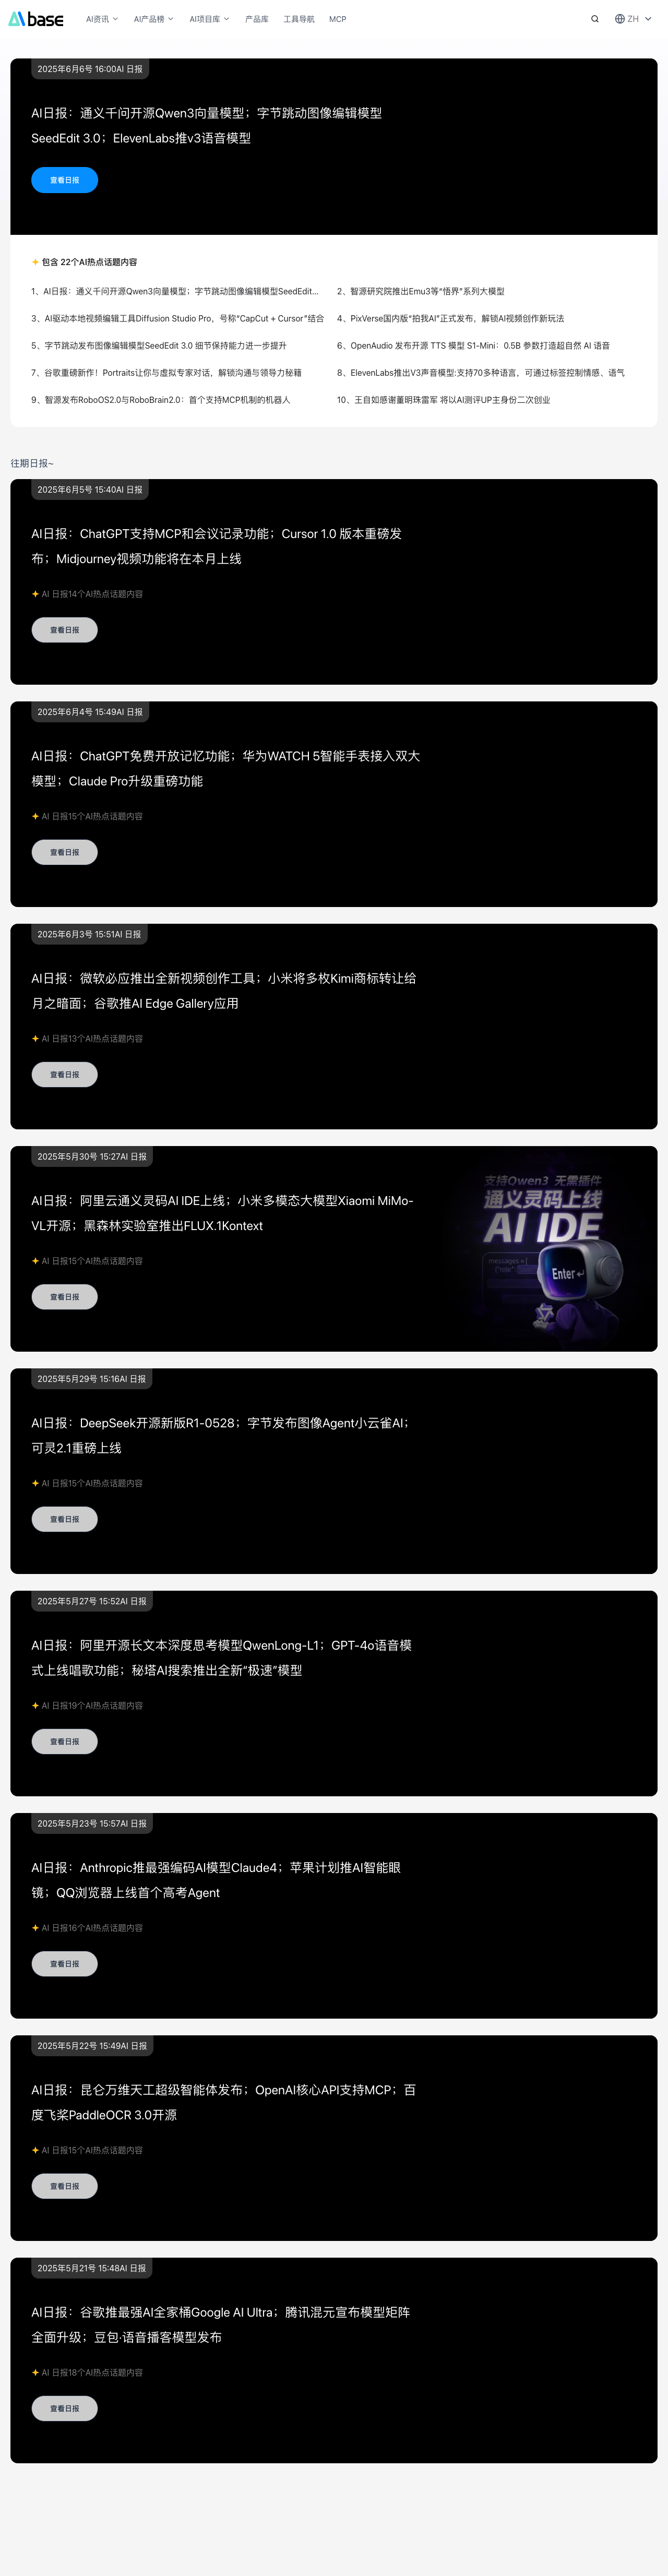 AIbase
AI资讯
AI产品榜
AI项目库
产品库
工具导航
MCP
ZH
2025年6月6号 16:00AI 日报
AI日报：通义千问开源Qwen3向量模型；字节跳动图像编辑模型
SeedEdit 3.0；ElevenLabs推v3语音模型
查看日报
包含 22个AI热点话题内容
1、AI日报：通义千问开源Qwen3向量模型；字节跳动图像编辑模型SeedEdit...
2、智源研究院推出Emu3等“悟界”系列大模型
3、AI驱动本地视频编辑工具Diffusion Studio Pro，号称“CapCut + Cursor”结合
4、PixVerse国内版“拍我AI”正式发布，解锁AI视频创作新玩法
5、字节跳动发布图像编辑模型SeedEdit 3.0 细节保持能力进一步提升
6、OpenAudio 发布开源 TTS 模型 S1-Mini：0.5B 参数打造超自然 AI 语音
7、谷歌重磅新作！Portraits让你与虚拟专家对话，解锁沟通与领导力秘籍
8、ElevenLabs推出V3声音模型:支持70多种语言，可通过标签控制情感、语气
9、智源发布RoboOS2.0与RoboBrain2.0：首个支持MCP机制的机器人
10、王自如感谢董明珠雷军 将以AI测评UP主身份二次创业
往期日报~
2025年6月5号 15:40AI 日报
AI日报：ChatGPT支持MCP和会议记录功能；Cursor 1.0 版本重磅发
布；Midjourney视频功能将在本月上线
AI 日报14个AI热点话题内容
查看日报
2025年6月4号 15:49AI 日报
AI日报：ChatGPT免费开放记忆功能；华为WATCH 5智能手表接入双大
模型；Claude Pro升级重磅功能
AI 日报15个AI热点话题内容
查看日报
2025年6月3号 15:51AI 日报
AI日报：微软必应推出全新视频创作工具；小米将多枚Kimi商标转让给
月之暗面；谷歌推AI Edge Gallery应用
AI 日报13个AI热点话题内容
查看日报
2025年5月30号 15:27AI 日报
AI日报：阿里云通义灵码AI IDE上线；小米多模态大模型Xiaomi MiMo-
VL开源；黑森林实验室推出FLUX.1Kontext
AI 日报15个AI热点话题内容
查看日报
支持Qwen3 无需插件
通义灵码上线
AI IDE
messages = [
{"role"
Enter↵
2025年5月29号 15:16AI 日报
AI日报：DeepSeek开源新版R1-0528；字节发布图像Agent小云雀AI；
可灵2.1重磅上线
AI 日报15个AI热点话题内容
查看日报
2025年5月27号 15:52AI 日报
AI日报：阿里开源长文本深度思考模型QwenLong-L1；GPT-4o语音模
式上线唱歌功能；秘塔AI搜索推出全新“极速”模型
AI 日报19个AI热点话题内容
查看日报
2025年5月23号 15:57AI 日报
AI日报：Anthropic推最强编码AI模型Claude4；苹果计划推AI智能眼
镜；QQ浏览器上线首个高考Agent
AI 日报16个AI热点话题内容
查看日报
2025年5月22号 15:49AI 日报
AI日报：昆仑万维天工超级智能体发布；OpenAI核心API支持MCP；百
度飞桨PaddleOCR 3.0开源
AI 日报15个AI热点话题内容
查看日报
2025年5月21号 15:48AI 日报
AI日报：谷歌推最强AI全家桶Google AI Ultra；腾讯混元宣布模型矩阵
全面升级；豆包·语音播客模型发布
AI 日报18个AI热点话题内容
查看日报